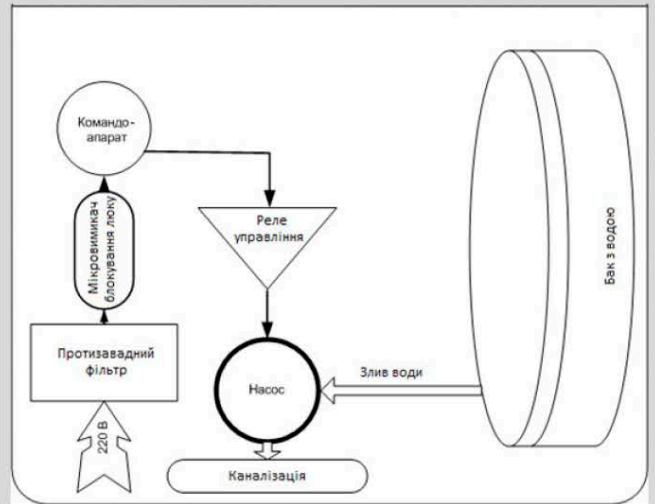 Командо-
апарат
Мікровимикач
блокування люку
Реле
управління
Бак з водою
Протизавадний
фільтр
Злив води
Насос
220 В
Каналізація